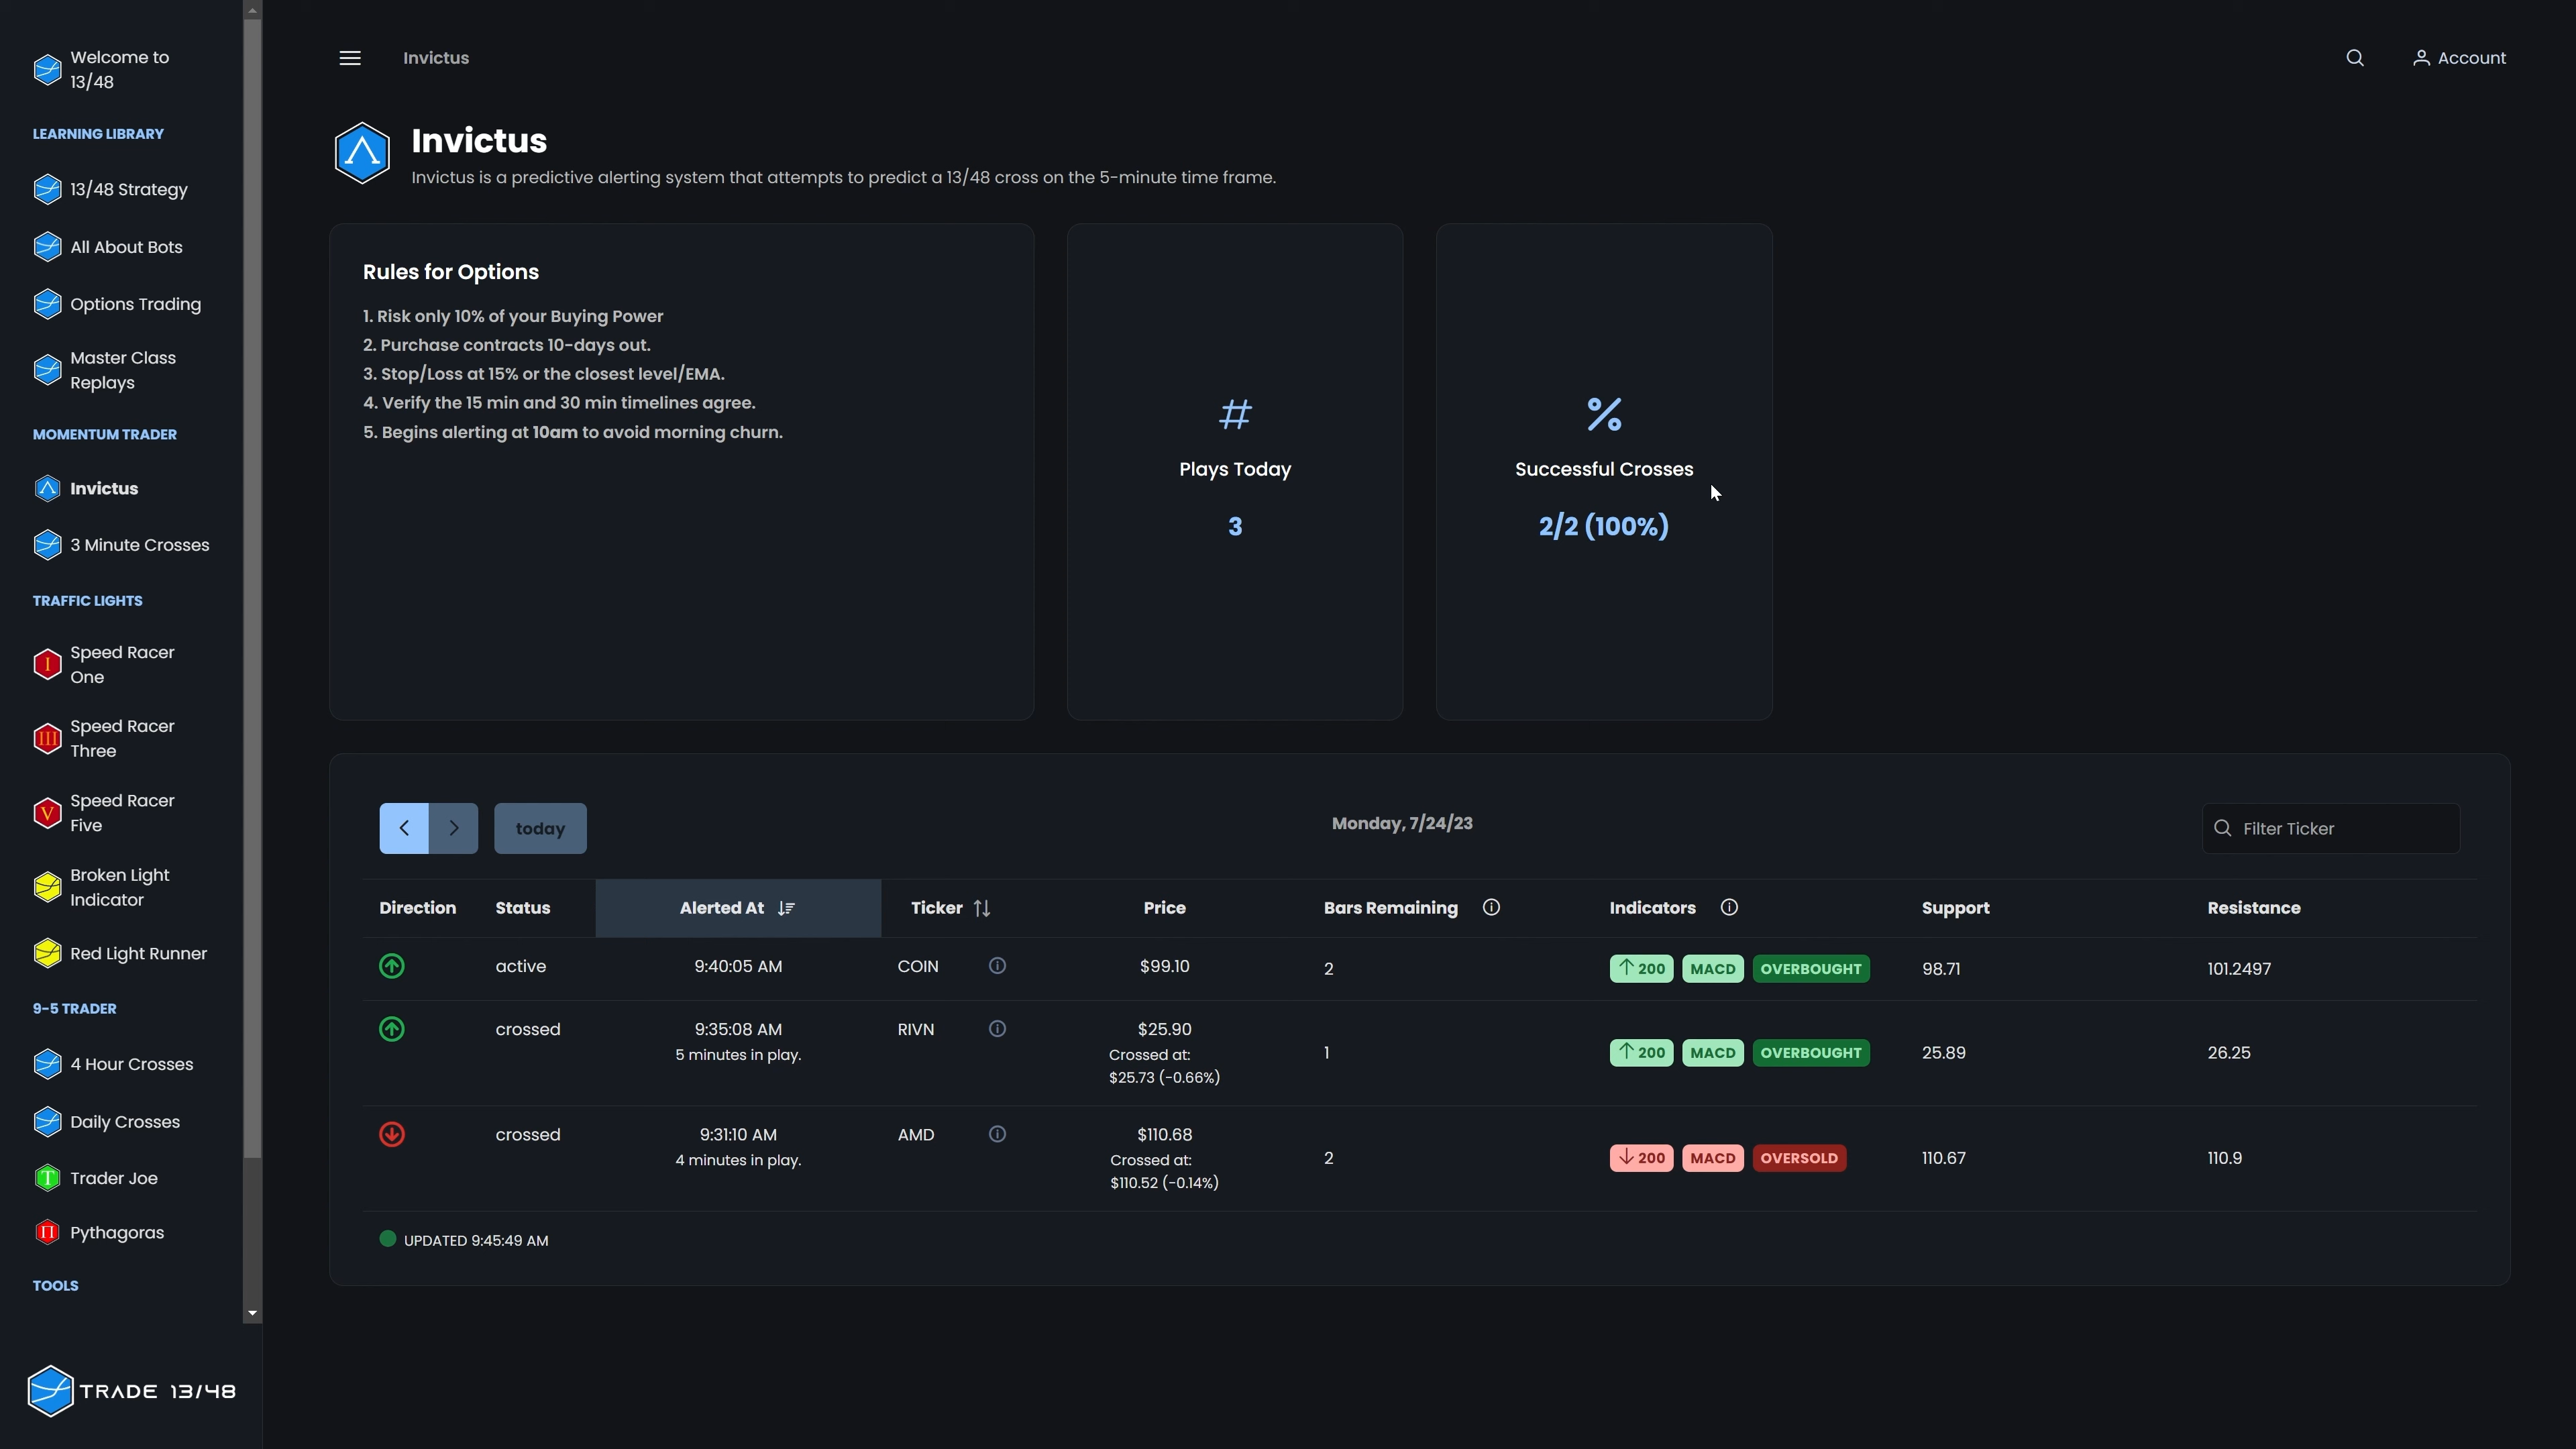 Welcome to
13/48
LEARNING LIBRARY
13/48 Strategy
All About Bots
Options Trading
Master Class
Replays
MOMENTUM TRADER
Invictus
3 Minute Crosses
TRAFFIC LIGHTS
I
Speed Racer
One
III
Speed Racer
Three
V
Speed Racer
Five
Broken Light
Indicator
Red Light Runner
9-5 TRADER
4 Hour Crosses
Daily Crosses
T Trader Joe
Π Pythagoras
TOOLS
TRADE 13/48
Invictus
Account
Invictus
Invictus is a predictive alerting system that attempts to predict a 13/48 cross on the 5-minute time frame.
Rules for Options
1. Risk only 10% of your Buying Power
2. Purchase contracts 10-days out.
3. Stop/Loss at 15% or the closest level/EMA.
4. Verify the 15 min and 30 min timelines agree.
5. Begins alerting at 10am to avoid morning churn.
#
Plays Today
3
%
Successful Crosses
2/2 (100%)
today
Monday, 7/24/23
Filter Ticker
Direction Status Alerted At Ticker Price Bars Remaining Indicators Support Resistance
active 9:40:05 AM COIN $99.10 2 ↑ 200 MACD OVERBOUGHT 98.71 101.2497
crossed 9:35:08 AM RIVN $25.90 1 ↑ 200 MACD OVERBOUGHT 25.89 26.25
5 minutes in play. Crossed at:
$25.73 (-0.66%)
crossed 9:31:10 AM AMD $110.68 2 ↓ 200 MACD OVERSOLD 110.67 110.9
4 minutes in play. Crossed at:
$110.52 (-0.14%)
UPDATED 9:45:49 AM